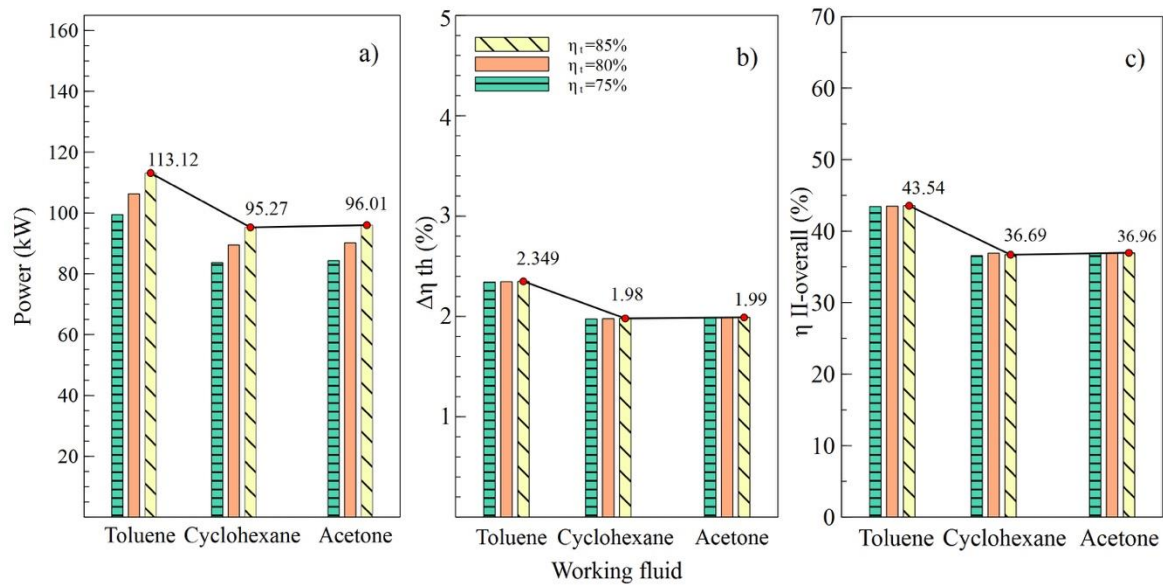 a)
Power (kW)
160
140
120
100
80
60
40
20
113.12
95.27
96.01
Toluene Cyclohexane Acetone
b)
Δη th (%)
5
4
3
2
1
η t =85%
η t =80%
η t =75%
2.349
1.98
1.99
Toluene Cyclohexane Acetone
c)
η II-overall (%)
70
60
50
40
30
20
10
0
43.54
36.69
36.96
Toluene Cyclohexane Acetone
Working fluid